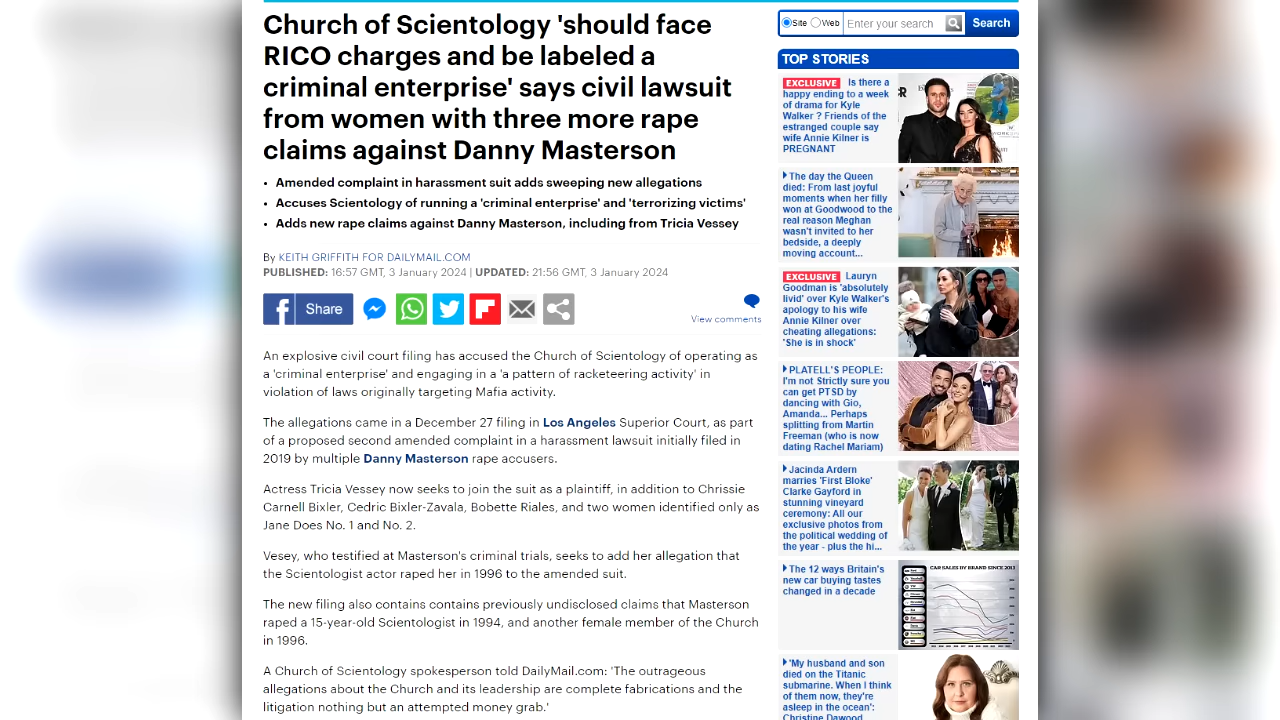 Church of Scientology 'should face
RICO charges and be labeled a
criminal enterprise' says civil lawsuit
from women with three more rape
claims against Danny Masterson
• Amended complaint in harassment suit adds sweeping new allegations
• Accuses Scientology of running a 'criminal enterprise' and 'terrorizing victims'
• Adds new rape claims against Danny Masterson, including from Tricia Vessey
By KEITH GRIFFITH FOR DAILYMAIL.COM
PUBLISHED: 16:57 GMT, 3 January 2024 | UPDATED: 21:56 GMT, 3 January 2024
Share
View comments
An explosive civil court filing has accused the Church of Scientology of operating as
a 'criminal enterprise' and engaging in a 'a pattern of racketeering activity' in
violation of laws originally targeting Mafia activity.
The allegations came in a December 27 filing in Los Angeles Superior Court, as part
of a proposed second amended complaint in a harassment lawsuit initially filed in
2019 by multiple Danny Masterson rape accusers.
Actress Tricia Vessey now seeks to join the suit as a plaintiff, in addition to Chrissie
Carnell Bixler, Cedric Bixler-Zavala, Bobette Riales, and two women identified only as
Jane Does No. 1 and No. 2.
Vesey, who testified at Masterson's criminal trials, seeks to add her allegation that
the Scientologist actor raped her in 1996 to the amended suit.
The new filing also contains contains previously undisclosed claims that Masterson
raped a 15-year-old Scientologist in 1994, and another female member of the Church
in 1996.
A Church of Scientology spokesperson told DailyMail.com: 'The outrageous
allegations about the Church and its leadership are complete fabrications and the
litigation nothing but an attempted money grab.'
Site Web Enter your search Search
TOP STORIES
EXCLUSIVE Is there a
happy ending to a week
of drama for Kyle
Walker ? Friends of the
estranged couple say
wife Annie Kilner is
PREGNANT
The day the Queen
died: From last joyful
moments when her filly
won at Goodwood to the
real reason Meghan
wasn't invited to her
bedside, a deeply
moving account...
EXCLUSIVE Lauryn
Goodman is 'absolutely
livid' over Kyle Walker's
apology to his wife
Annie Kilner over
cheating allegations:
'She is in shock'
PLATELL'S PEOPLE:
I'm not Strictly sure you
can get PTSD by
dancing with Gio,
Amanda... Perhaps
splitting from Martin
Freeman (who is now
dating Rachel Mariam)
Jacinda Ardern
marries 'First Bloke'
Clarke Gayford in
stunning vineyard
ceremony: All our
exclusive photos from
the political wedding of
the year - plus the hi...
The 12 ways Britain's
new car buying tastes
changed in a decade
CAR SALES BY BRAND SINCE 2013
'My husband and son
died on the Titanic
submarine. When I think
of them now, they're
asleep in the ocean':
Christine Dawood